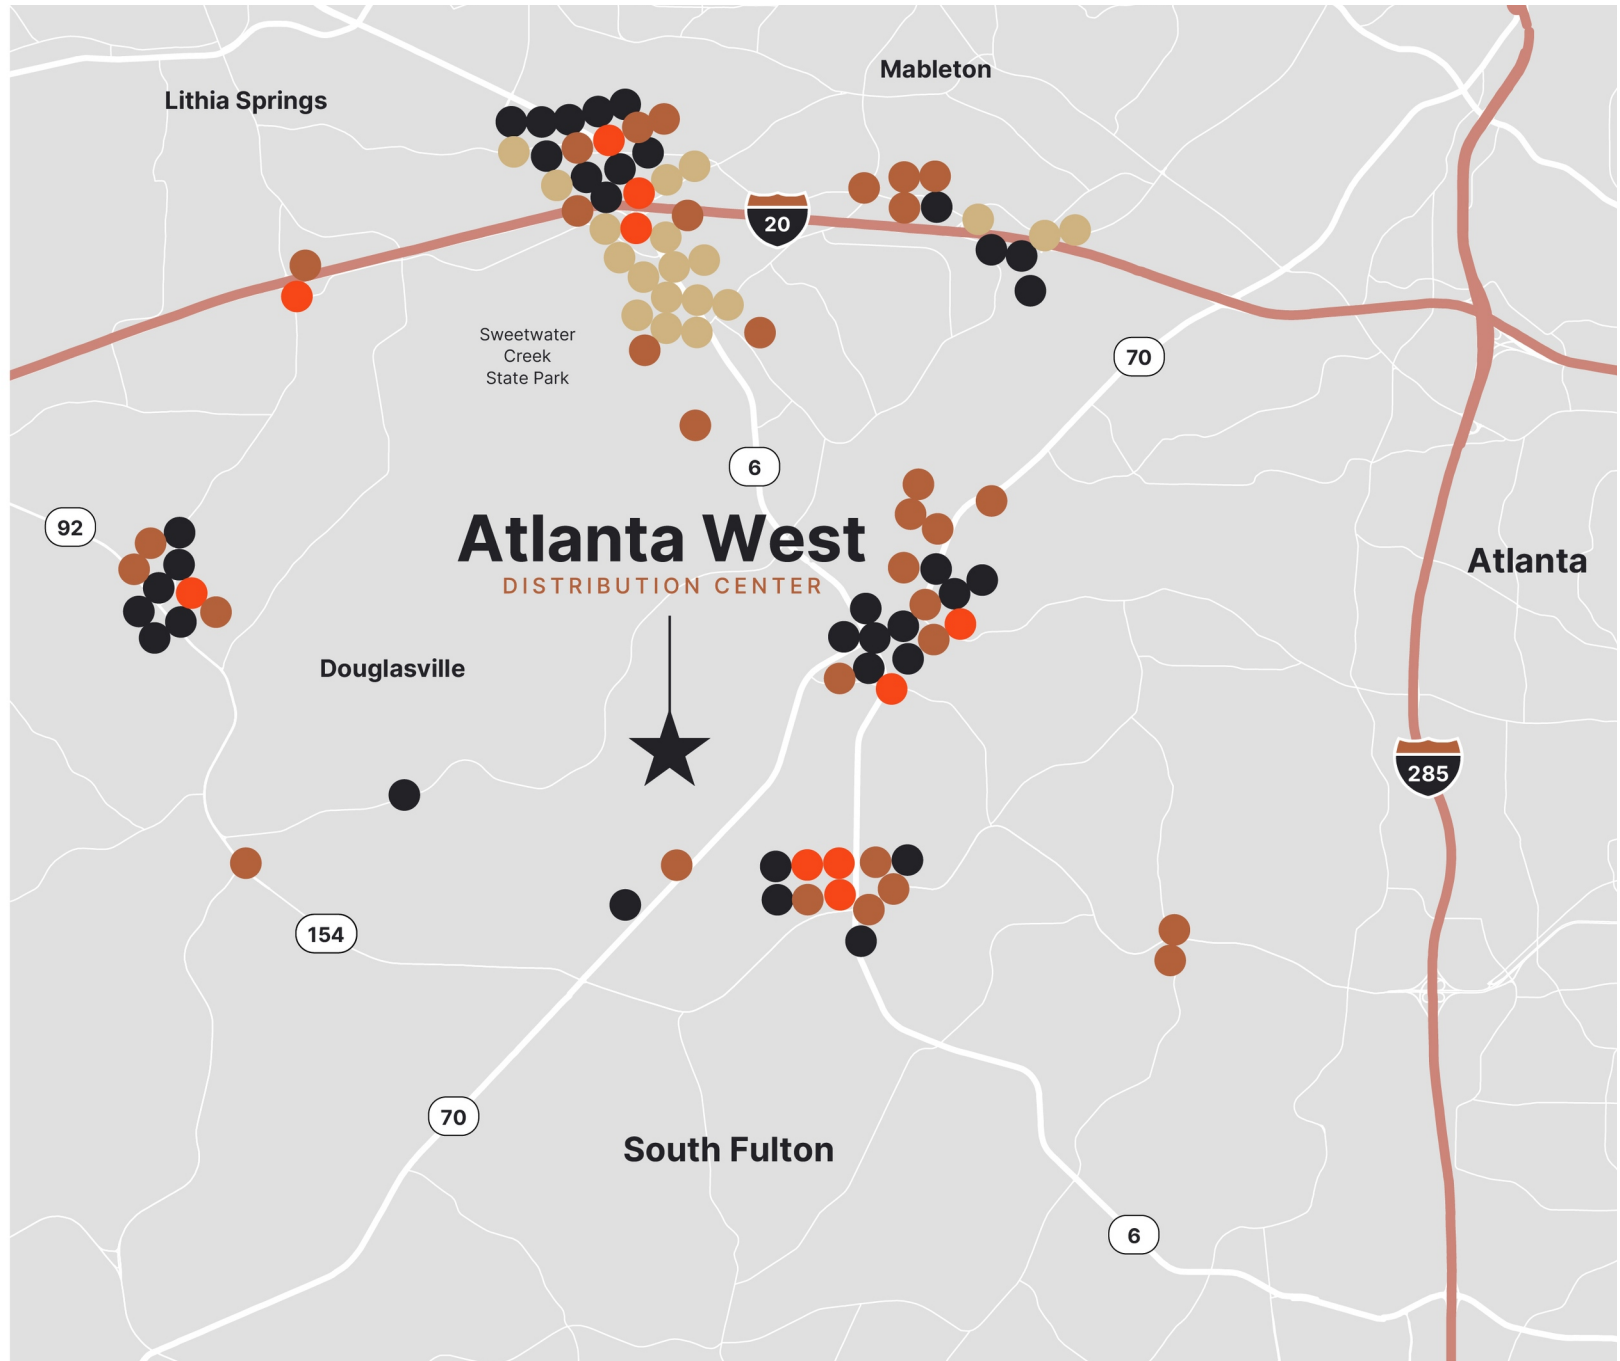 Mableton
Lithia Springs
20
Sweetwater
Creek
State Park
70
6
92
Atlanta West
DISTRIBUTION CENTER
Atlanta
Douglasville
285
154
70
South Fulton
6